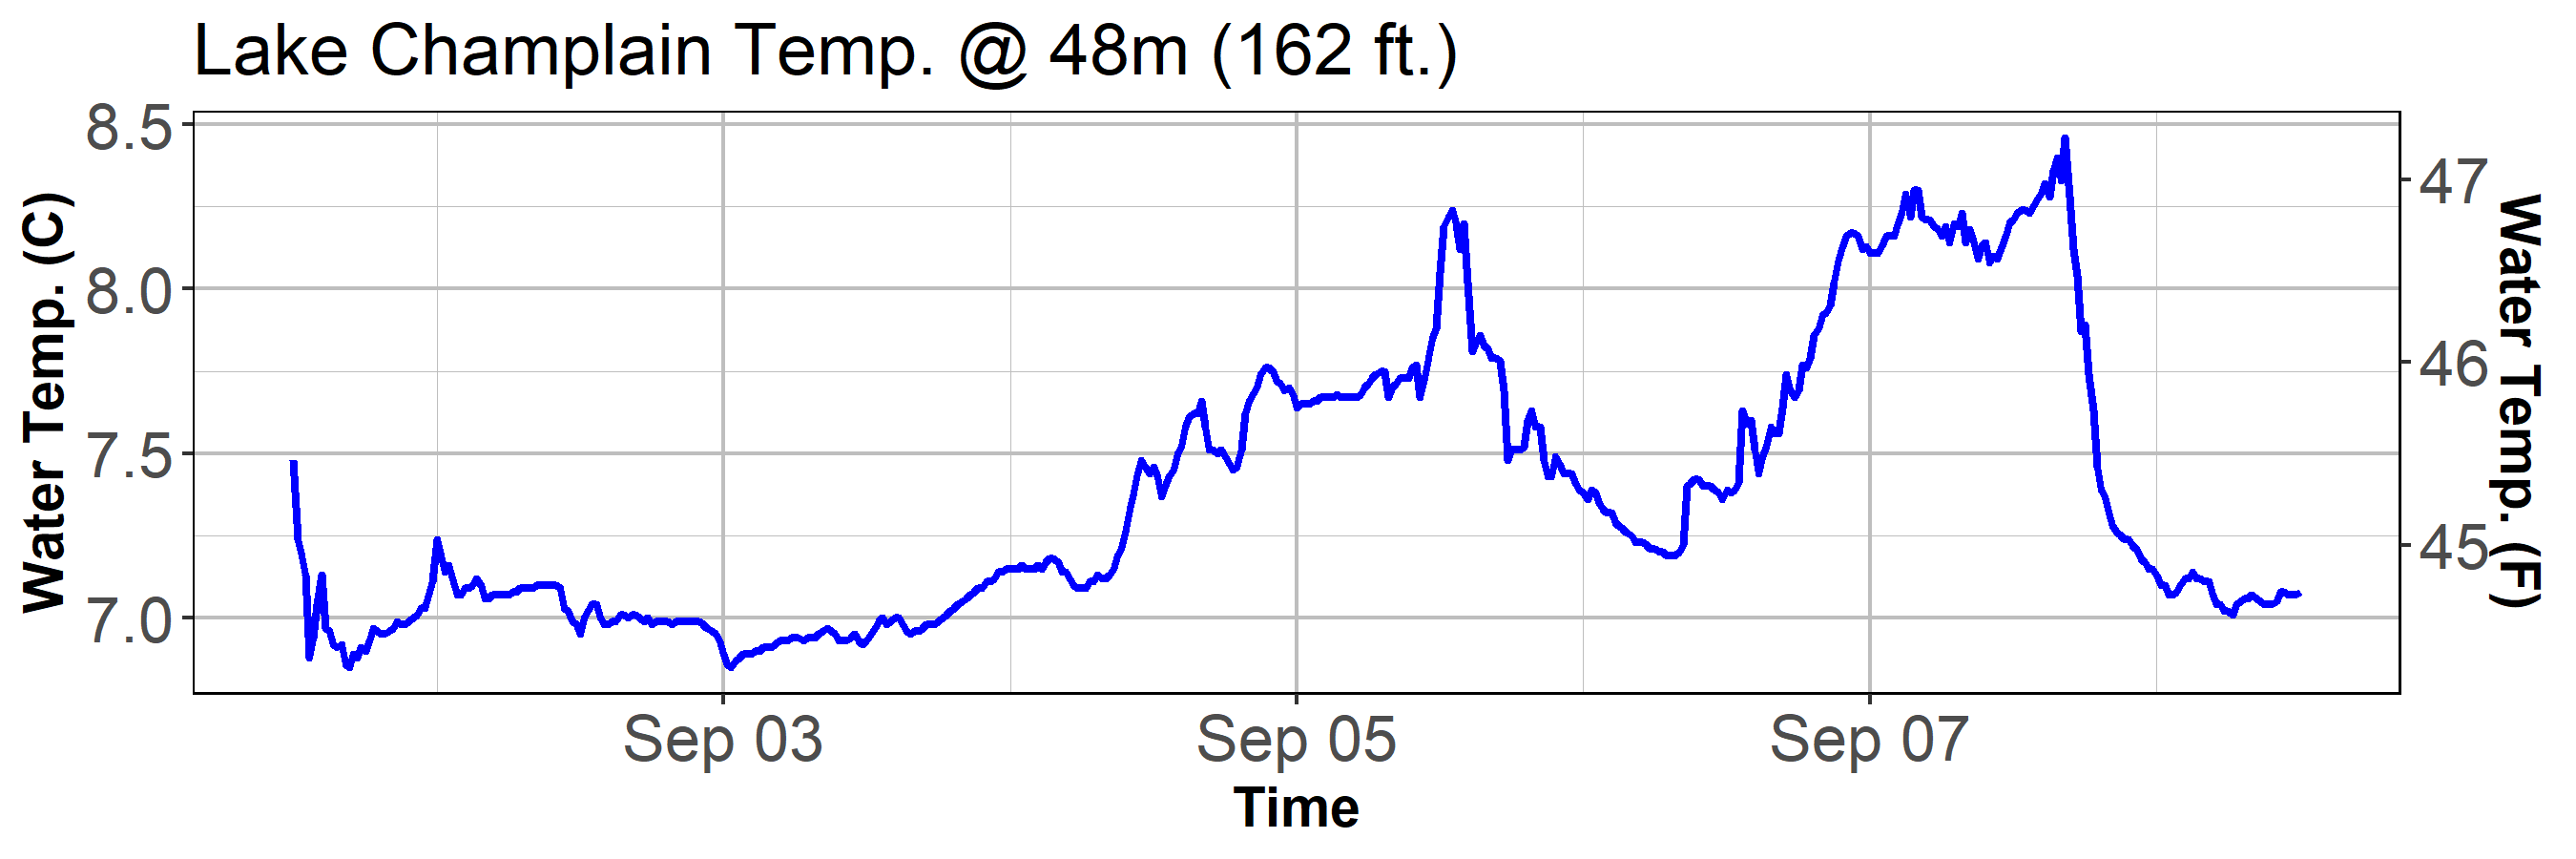 Lake Champlain Temp. @ 48m (162 ft.)
Water Temp. (C)
8.5
8.0
7.5
7.0
47
46
45
Water Temp. (F)
Sep 03
Sep 05
Sep 07
Time